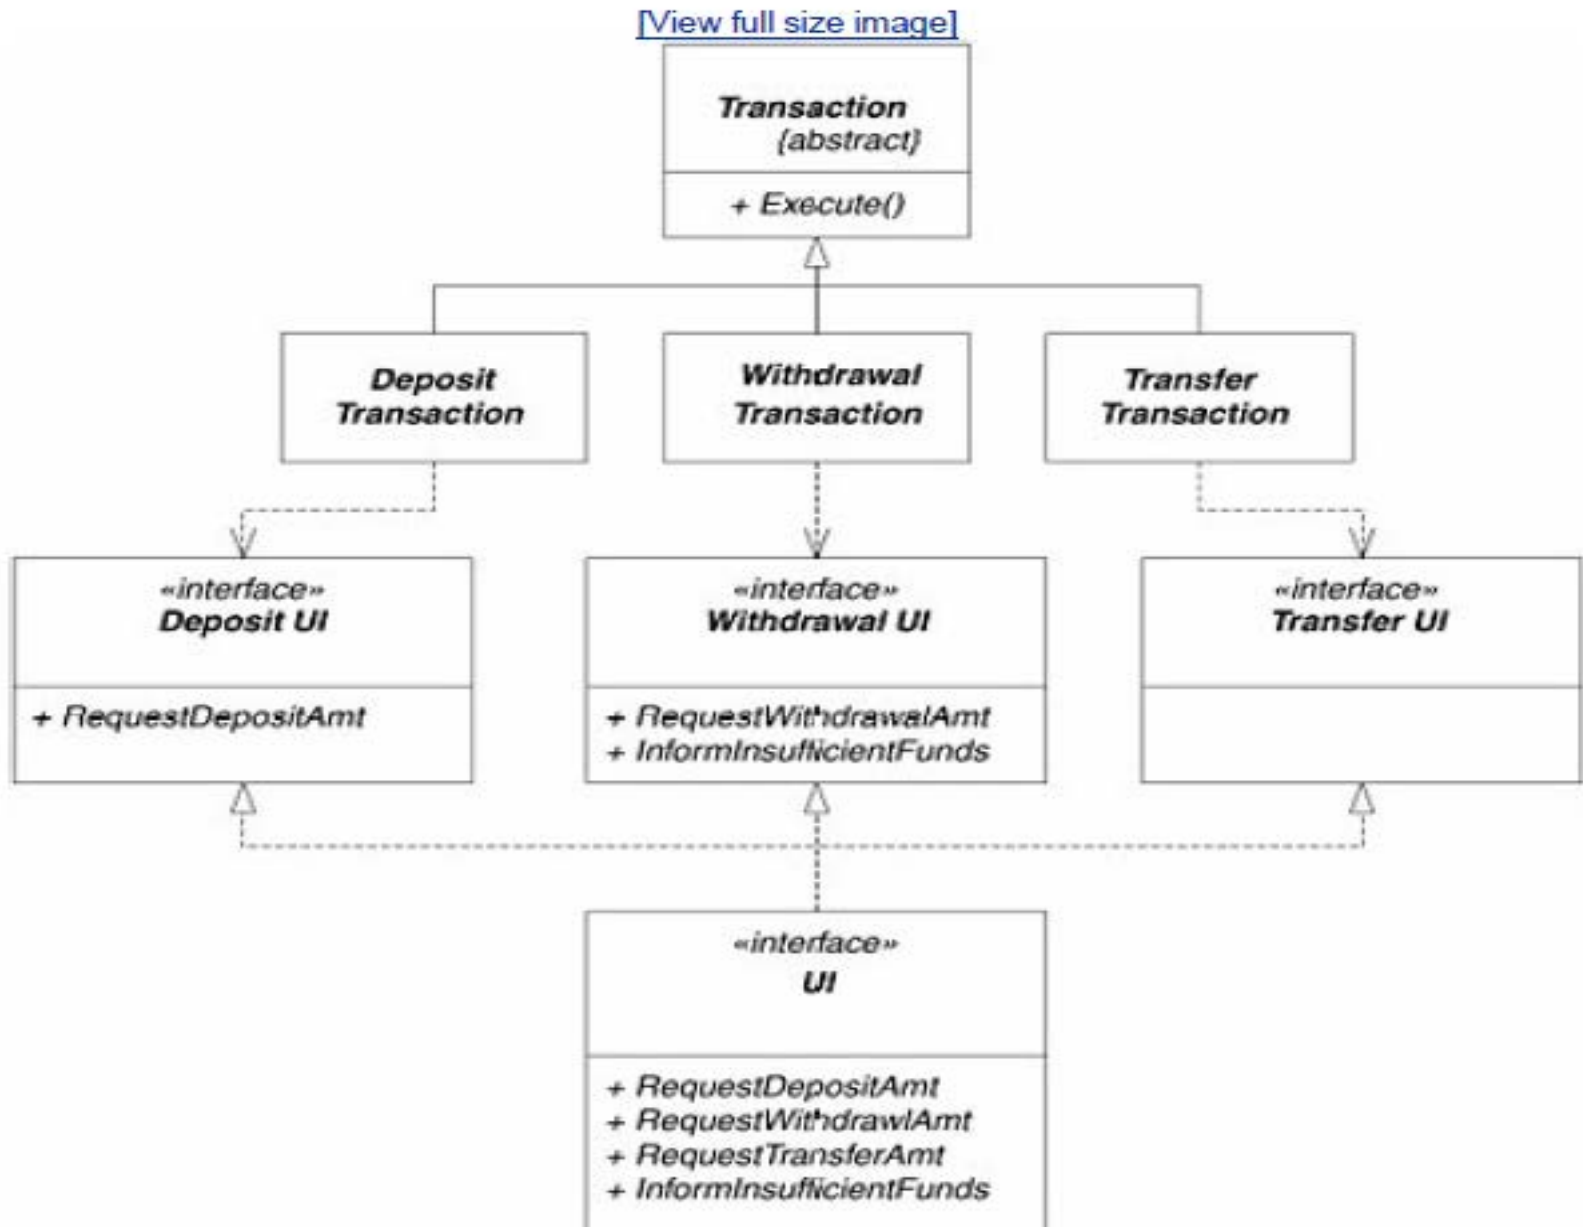 [View full size image]
Transaction
{abstract}
+ Execute()
Deposit
Transaction
Withdrawal
Transaction
Transfer
Transaction
«interface»
Deposit UI
+ RequestDepositAmt
«interface»
Withdrawal UI
+ RequestWithdrawalAmt
+ InformInsufficientFunds
«interface»
Transfer UI
«interface»
UI
+ RequestDepositAmt
+ RequestWithdrawlAmt
+ RequestTransferAmt
+ InformInsufficientFunds